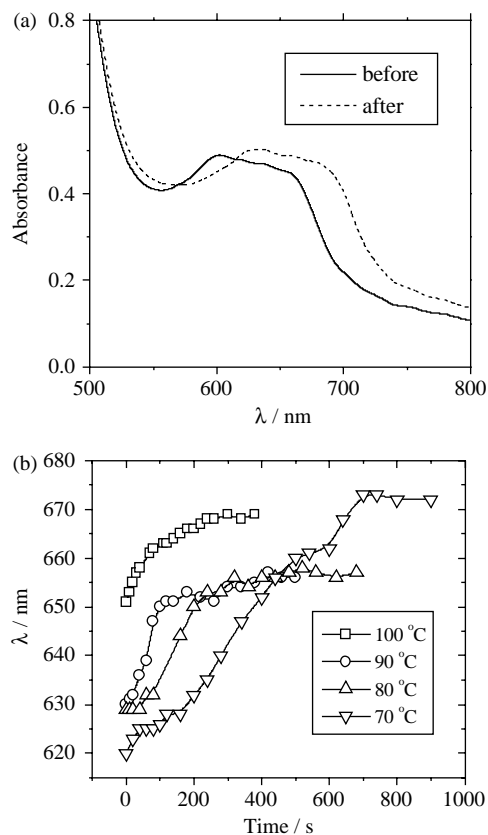 (a)
0.8
0.6
0.4
0.2
0.0
Absorbance
before
after
500
600
700
800
λ / nm
(b)
680
670
660
650
640
630
620
λ / nm
100 °C
90 °C
80 °C
70 °C
0
200
400
600
800
1000
Time / s